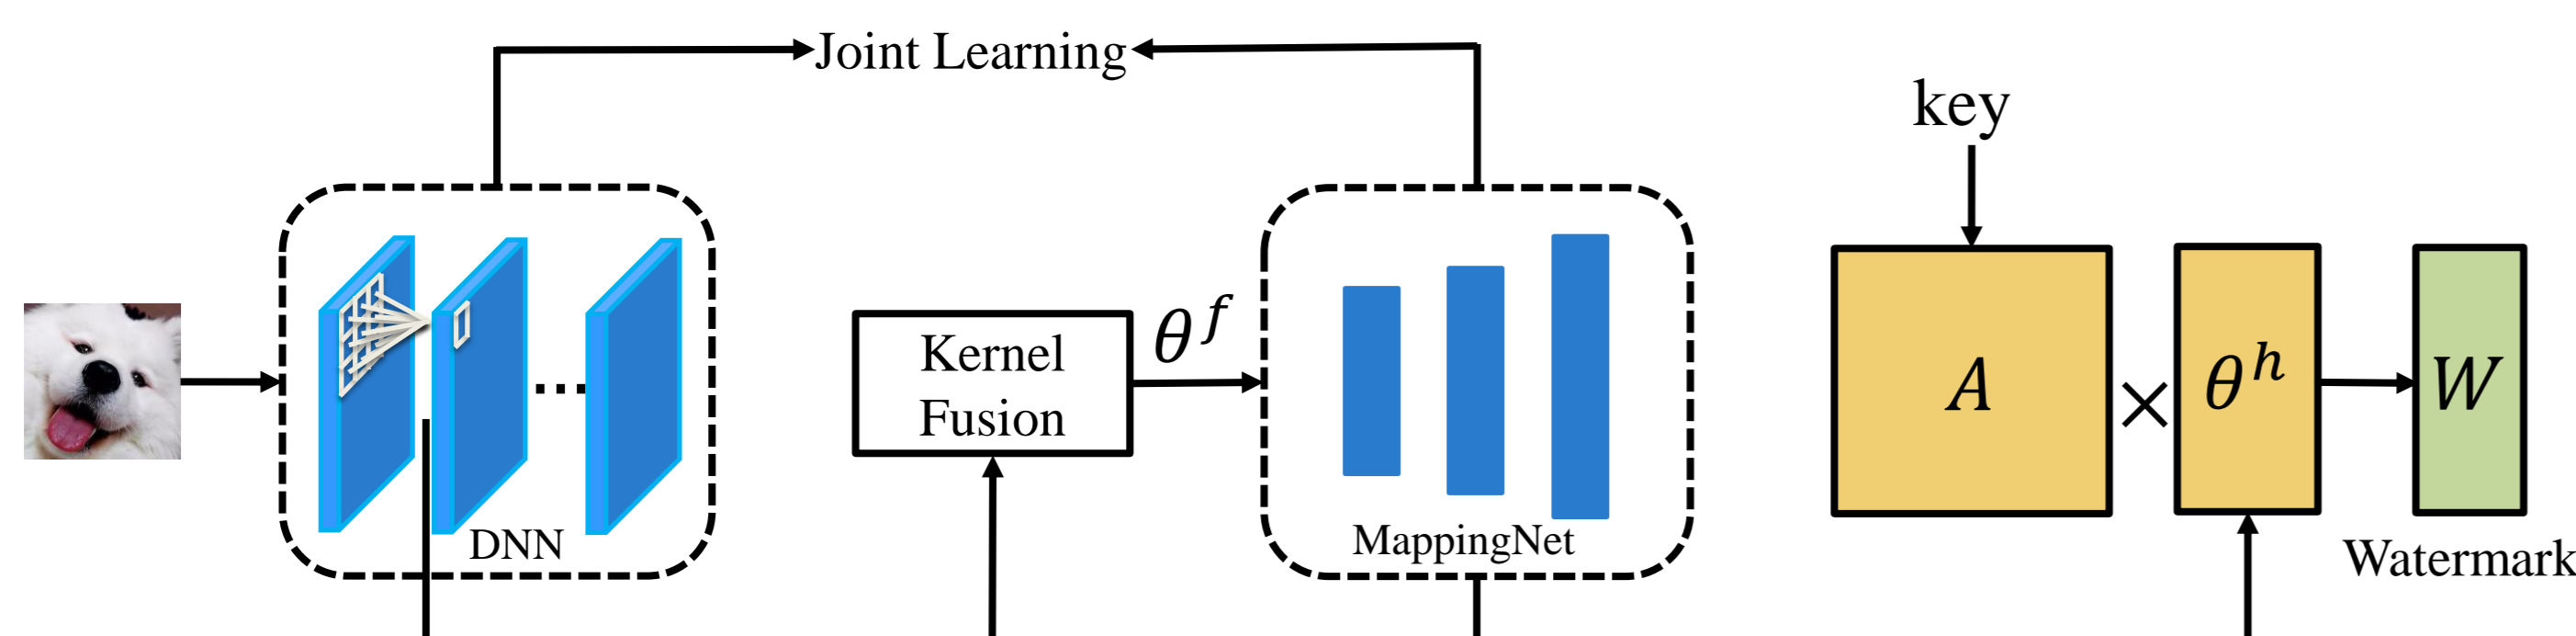 Joint Learning
key
Kernel
Fusion
θ^f
A
×
θ^h
W
DNN
MappingNet
Watermark